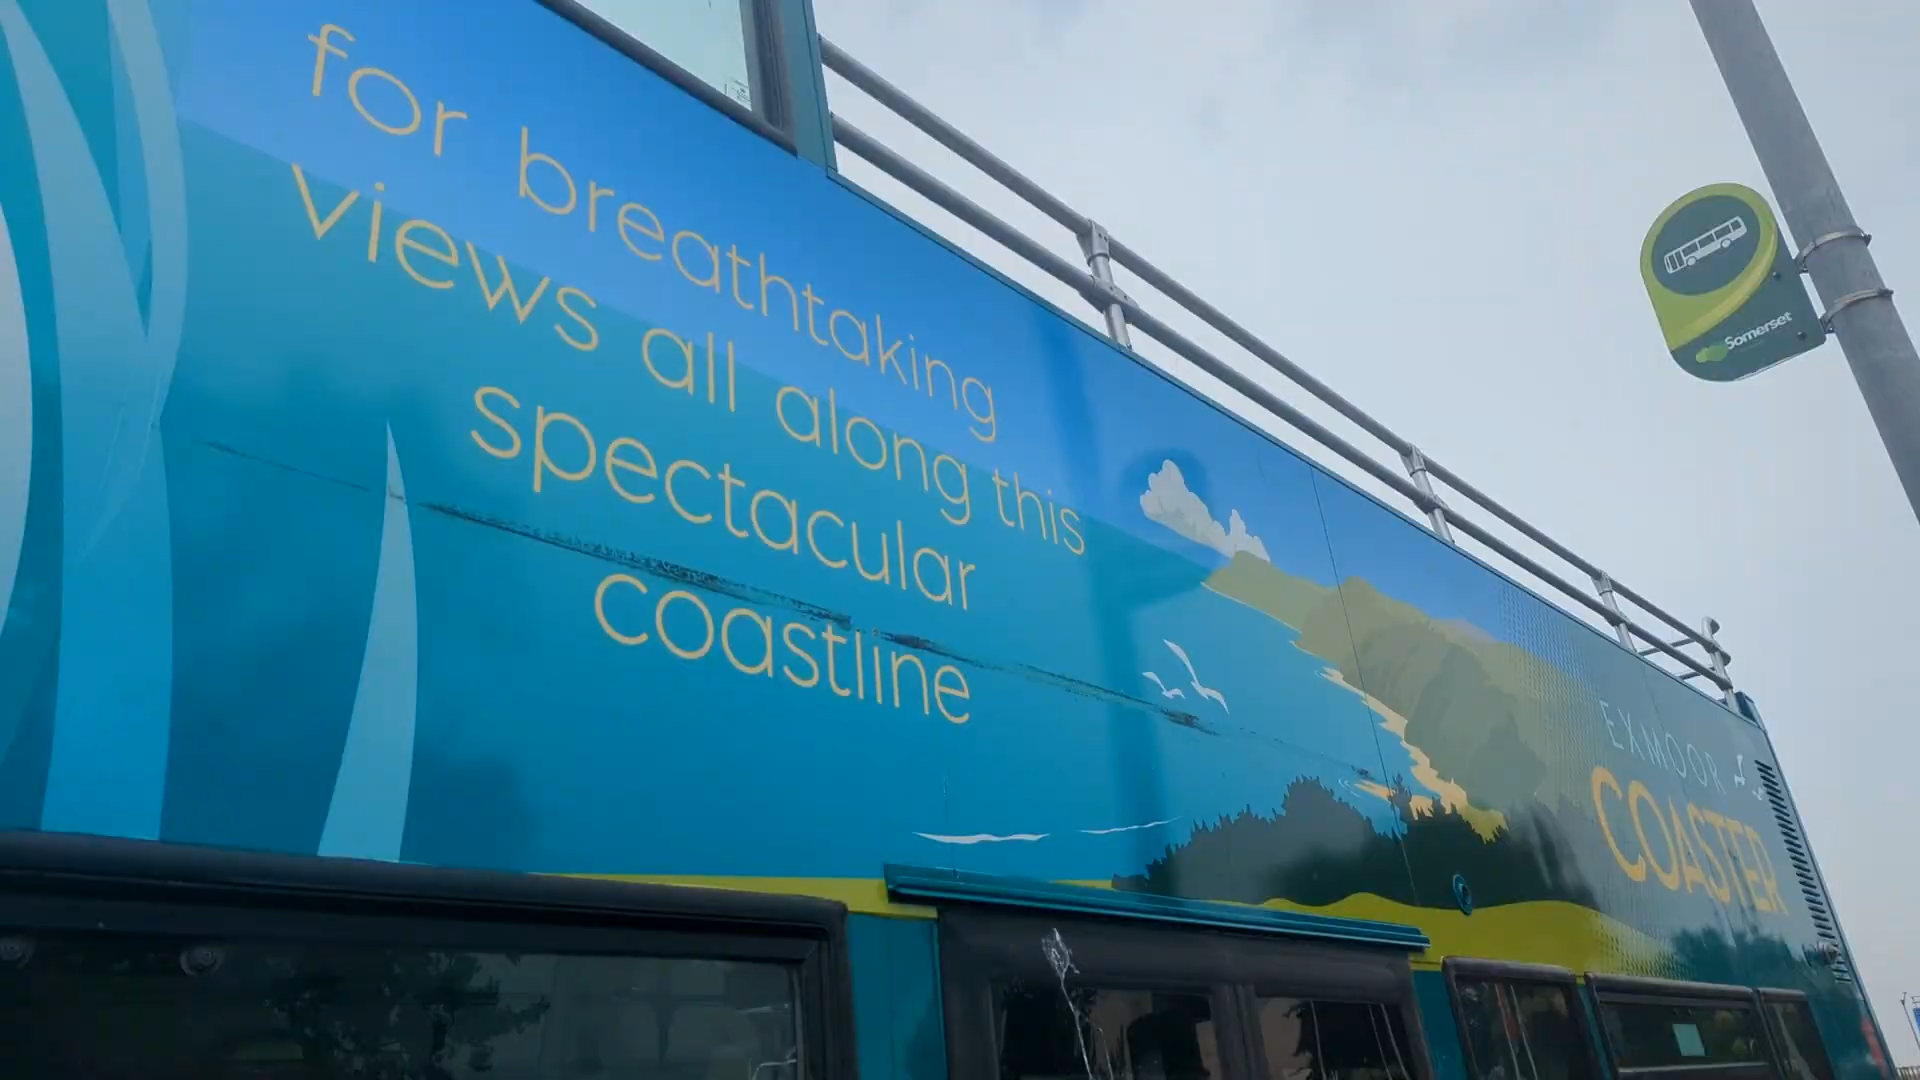 for breathtaking
views all along this
spectacular
coastline
EXMOOR
COASTER
Somerset